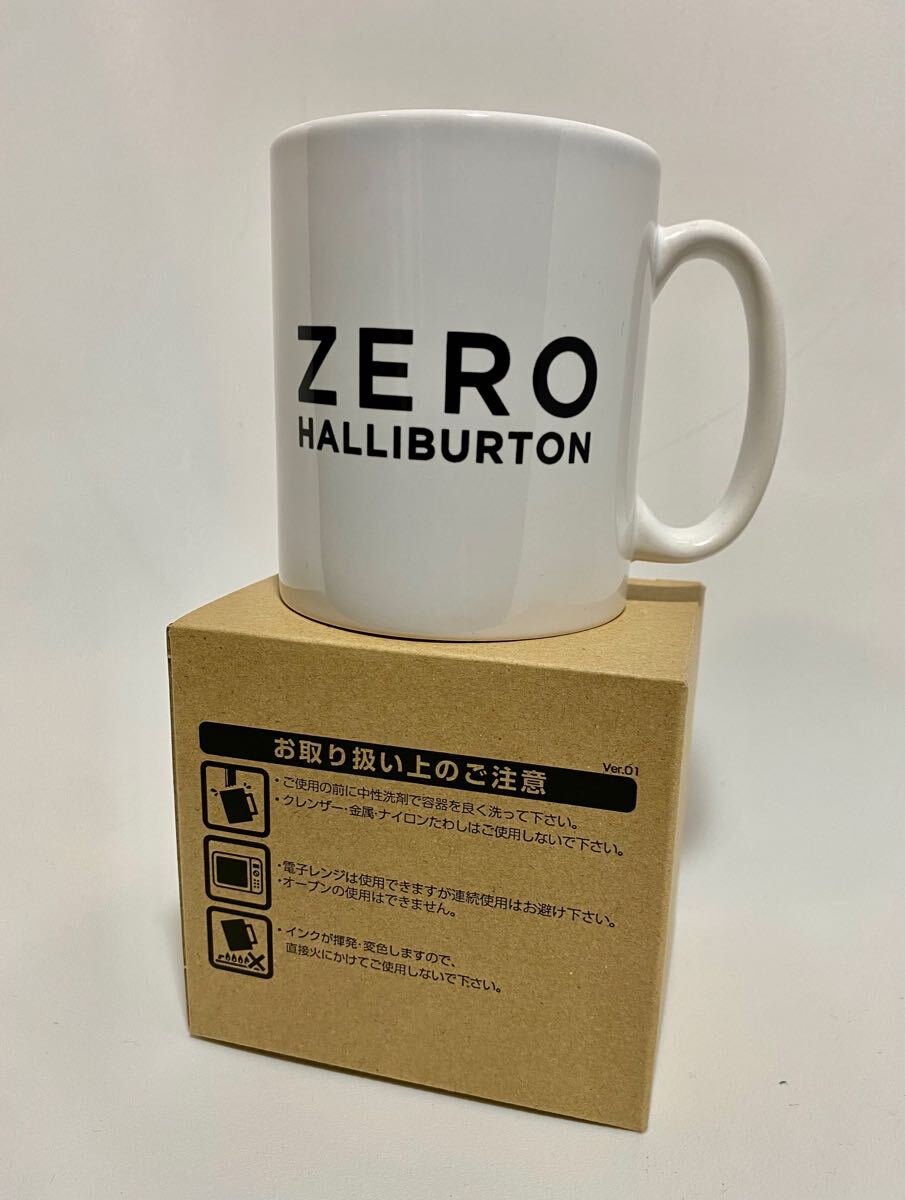 ZERO
HALLIBURTON
お取り扱い上のご注意
Ver.01
・ご使用の前に中性洗剤で容器を良く洗って下さい。
・クレンザー・金属・ナイロンたわしはご使用しないで下さい。
・電子レンジは使用できますが連続使用はお避け下さい。
・オーブンの使用はできません。
・インクが揮発・変色しますので、
直接火にかけてご使用しないで下さい。